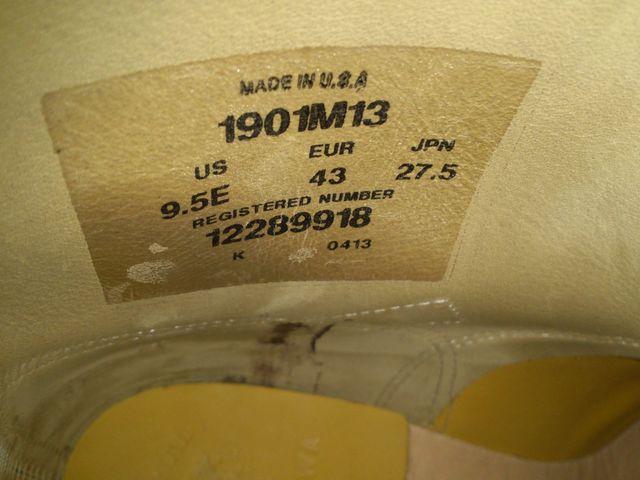 MADE IN U.S.A
1901M13
US EUR JPN
9.5E 43 27.5
REGISTERED NUMBER
12289918
K 0413